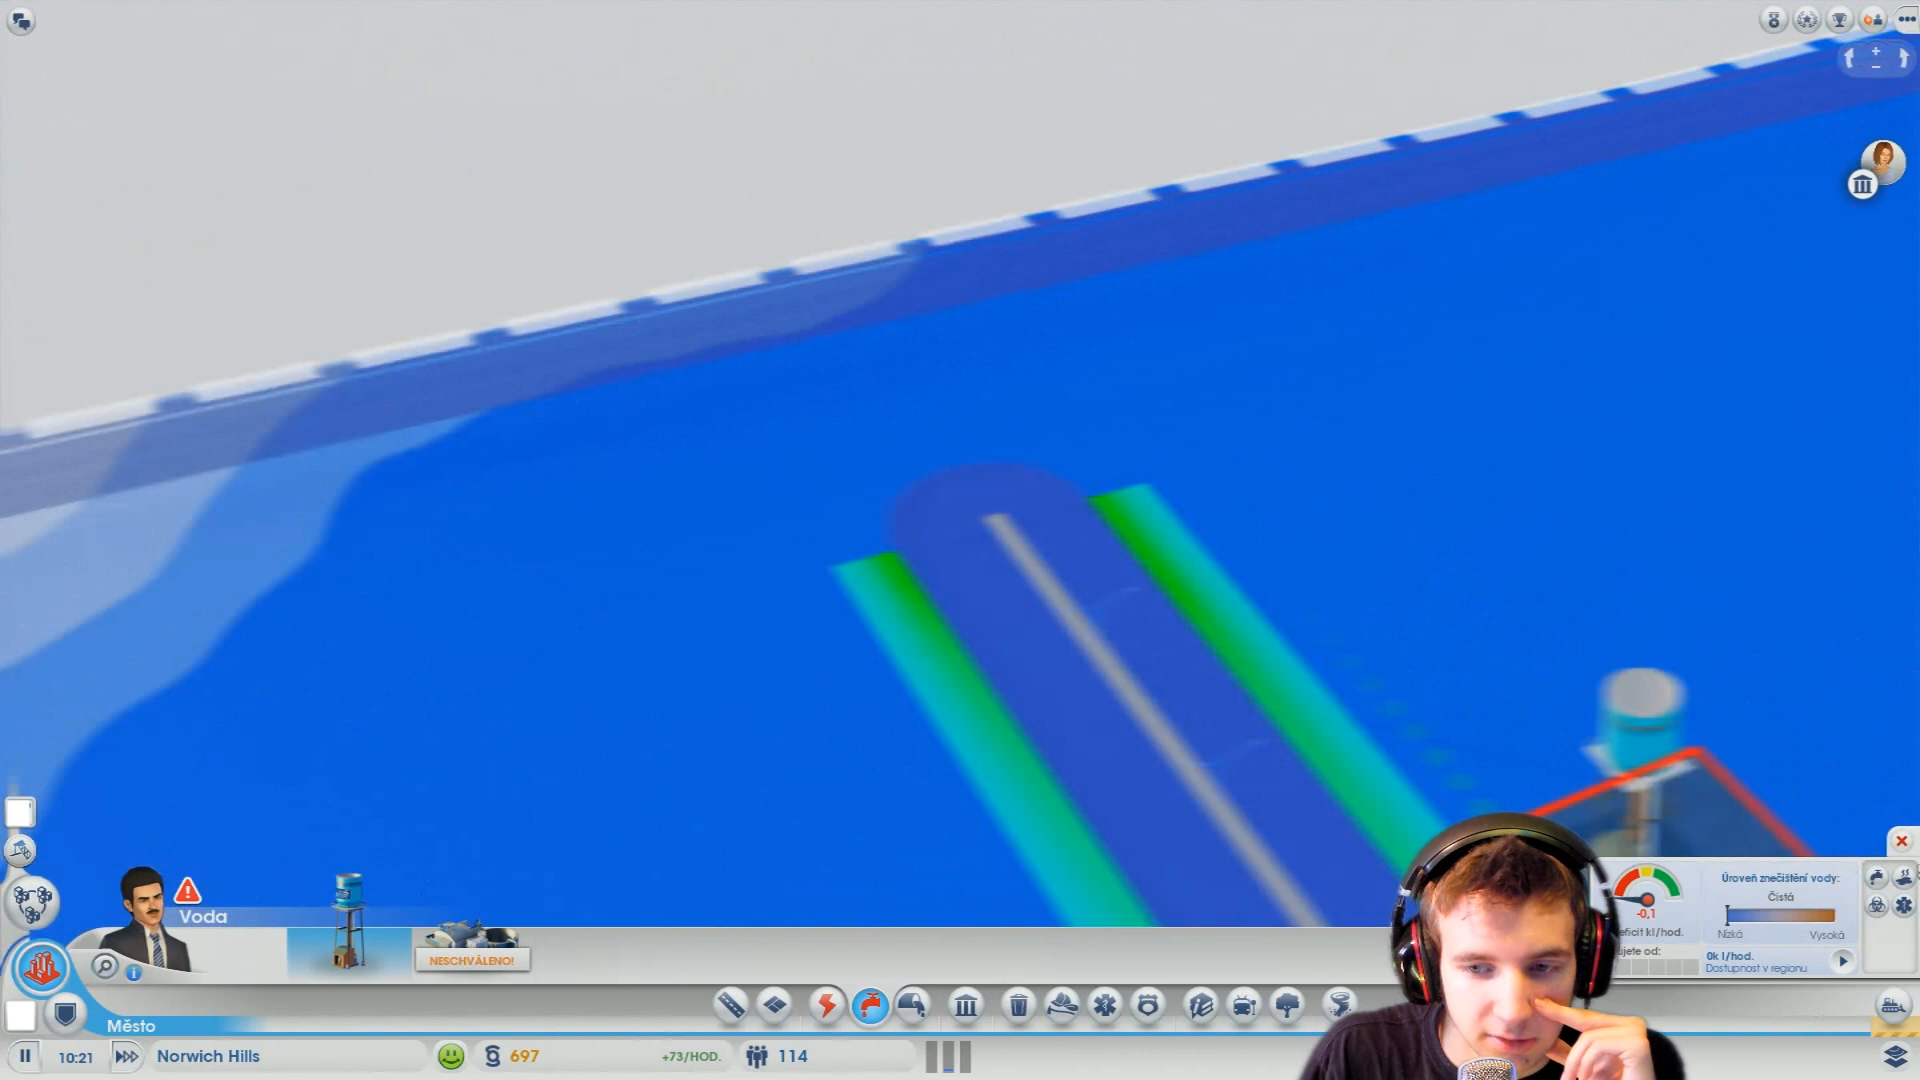 Voda
NESCHVÁLENO!
Úroveň znečištění vody:
Čistá
Nízká
Vysoká
-0,1
eficit kl/hod.
ujete od:
0k l/hod.
Dostupnost v regionu
Město
10:21
Norwich Hills
697
+73/HOD.
114